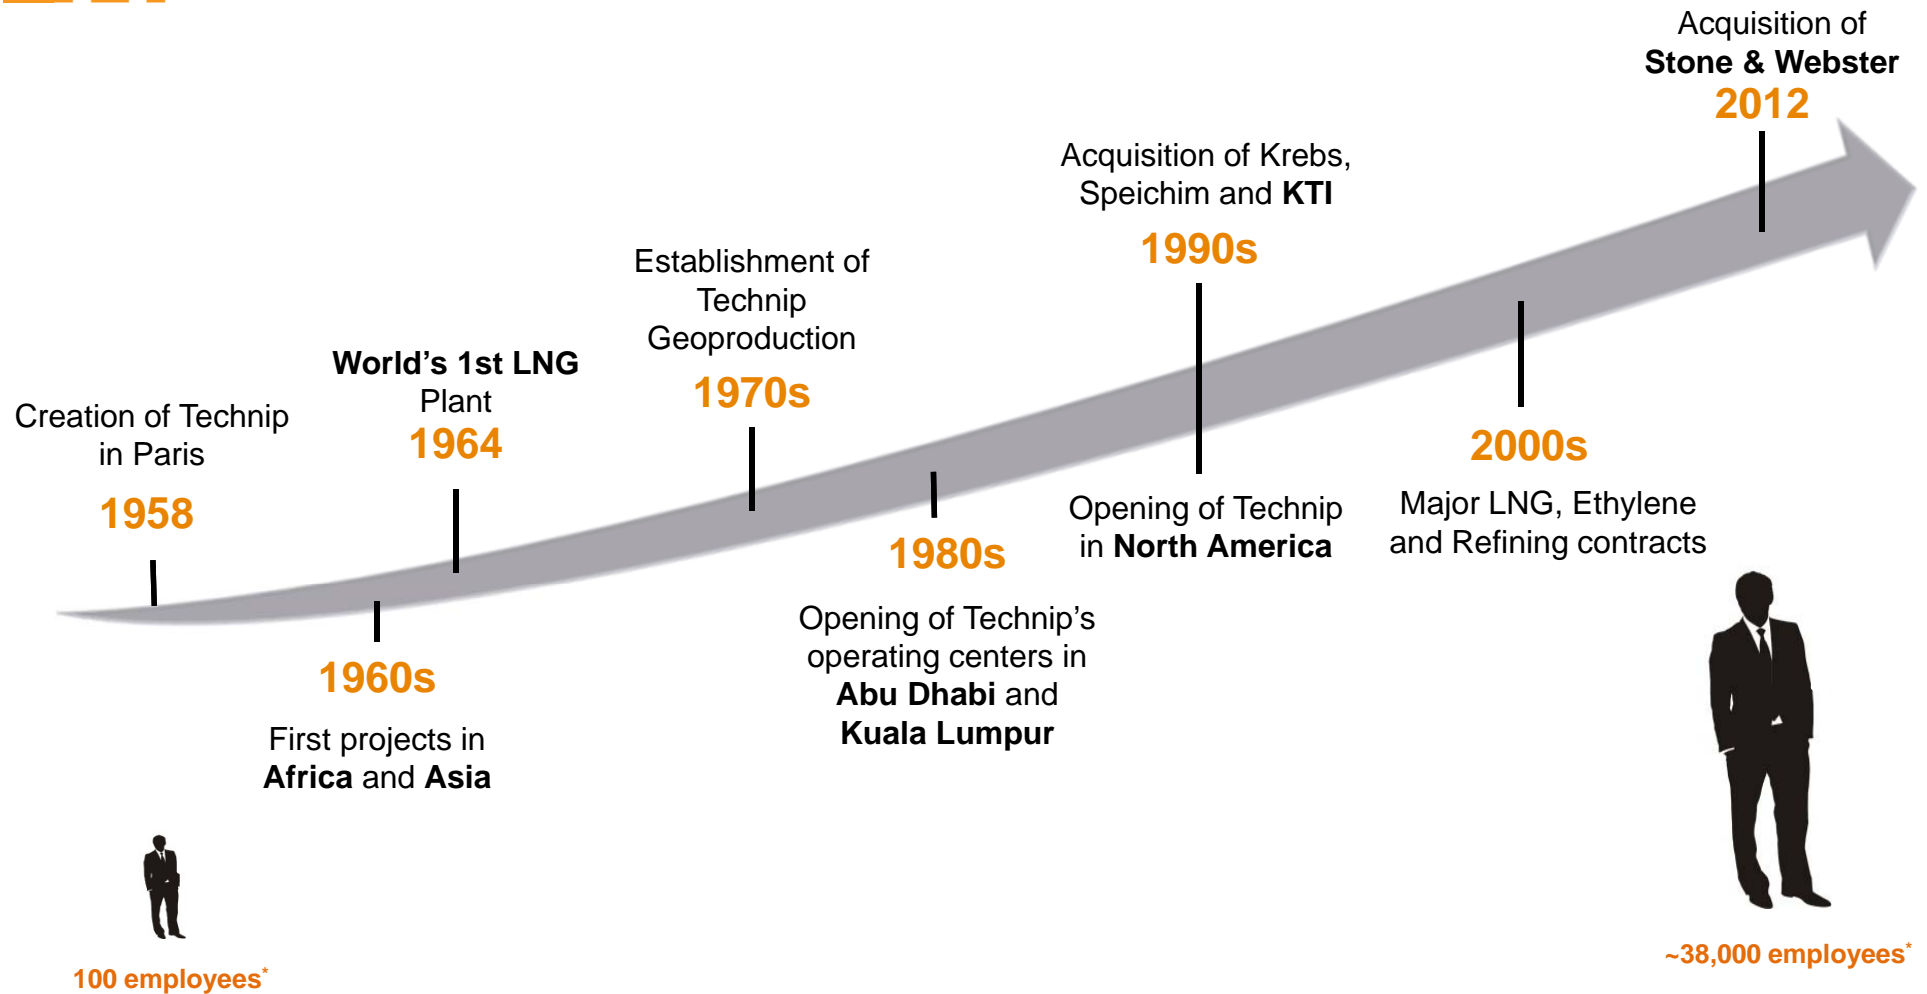 Creation of Technip
in Paris
1958
1960s
First projects in
Africa and Asia
World's 1st LNG
Plant
1964
Establishment of
Technip
Geoproduction
1970s
1980s
Opening of Technip's
operating centers in
Abu Dhabi and
Kuala Lumpur
Acquisition of Krebs,
Speichim and KTI
1990s
Opening of Technip
in North America
2000s
Major LNG, Ethylene
and Refining contracts
Acquisition of
Stone & Webster
2012
100 employees*
~38,000 employees*